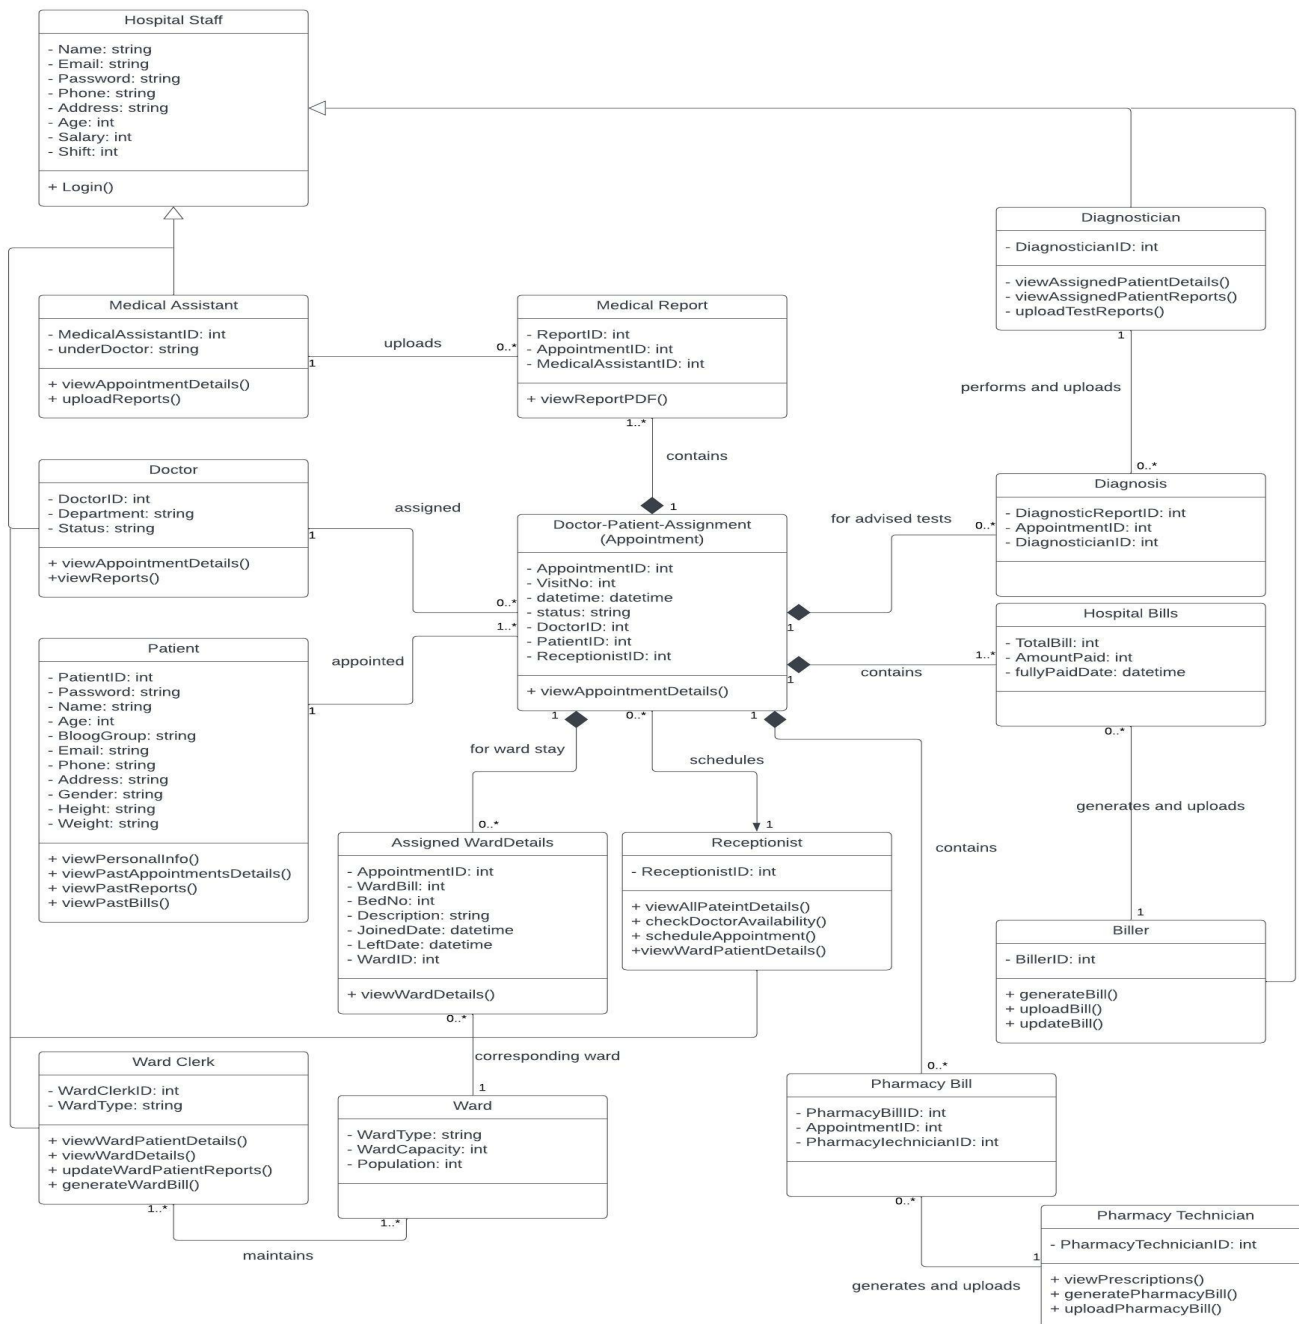 Hospital Staff
- Name: string
- Email: string
- Password: string
- Phone: string
- Address: string
- Age: int
- Salary: int
- Shift: int
+ Login()
Diagnostician
- DiagnosticianID: int
- viewAssignedPatientDetails()
- viewAssignedPatientReports()
- uploadTestReports()
1
performs and uploads
0..*
Medical Assistant
- MedicalAssistantID: int
- underDoctor: string
+ viewAppointmentDetails()
+ uploadReports()
1
uploads
0..*
Medical Report
- ReportID: int
- AppointmentID: int
- MedicalAssistantID: int
+ viewReportPDF()
1..*
contains
1
Doctor
- DoctorID: int
- Department: string
- Status: string
+ viewAppointmentDetails()
+viewReports()
1
assigned
0..*
Doctor-Patient-Assignment
(Appointment)
- AppointmentID: int
- VisitNo: int
- datetime: datetime
- status: string
- DoctorID: int
- PatientID: int
- ReceptionistID: int
+ viewAppointmentDetails()
for advised tests
0..*
1
Diagnosis
- DiagnosticReportID: int
- AppointmentID: int
- DiagnosticianID: int
Hospital Bills
- TotalBill: int
- AmountPaid: int
- fullyPaidDate: datetime
1..*
contains
1
0..*
generates and uploads
1
Patient
- PatientID: int
- Password: string
- Name: string
- Age: int
- BloogGroup: string
- Email: string
- Phone: string
- Address: string
- Gender: string
- Height: string
- Weight: string
+ viewPersonalInfo()
+ viewPastAppointmentsDetails()
+ viewPastReports()
+ viewPastBills()
1..*
appointed
1
1
for ward stay
0..*
0..*
schedules
1
1
contains
0..*
Assigned WardDetails
- AppointmentID: int
- WardBill: int
- BedNo: int
- Description: string
- JoinedDate: datetime
- LeftDate: datetime
- WardID: int
+ viewWardDetails()
Receptionist
- ReceptionistID: int
+ viewAllPateintDetails()
+ checkDoctorAvailability()
+ scheduleAppointment()
+viewWardPatientDetails()
Biller
- BillerID: int
+ generateBill()
+ uploadBill()
+ updateBill()
0..*
corresponding ward
1
Ward Clerk
- WardClerkID: int
- WardType: string
+ viewWardPatientDetails()
+ viewWardDetails()
+ updateWardPatientReports()
+ generateWardBill()
1..*
maintains
1..*
Ward
- WardType: string
- WardCapacity: int
- Population: int
Pharmacy Bill
- PharmacyBillID: int
- AppointmentID: int
- PharmacyIechnicianID: int
0..*
generates and uploads
1
Pharmacy Technician
- PharmacyTechnicianID: int
+ viewPrescriptions()
+ generatePharmacyBill()
+ uploadPharmacyBill()